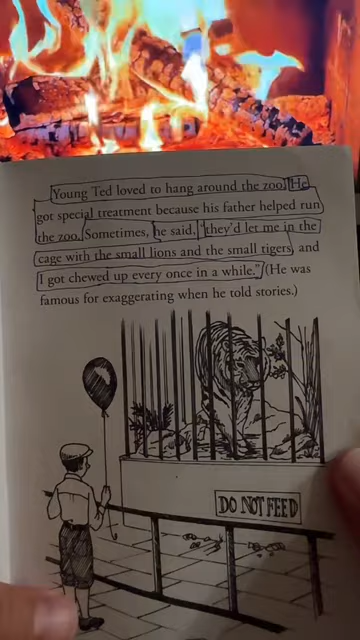 Young Ted loved to hang around the zoo. He
got special treatment because his father helped run
the zoo. Sometimes, he said, "they'd let me in the
cage with the small lions and the small tigers, and
I got chewed up every once in a while." (He was
famous for exaggerating when he told stories.)
DO NOT FEED